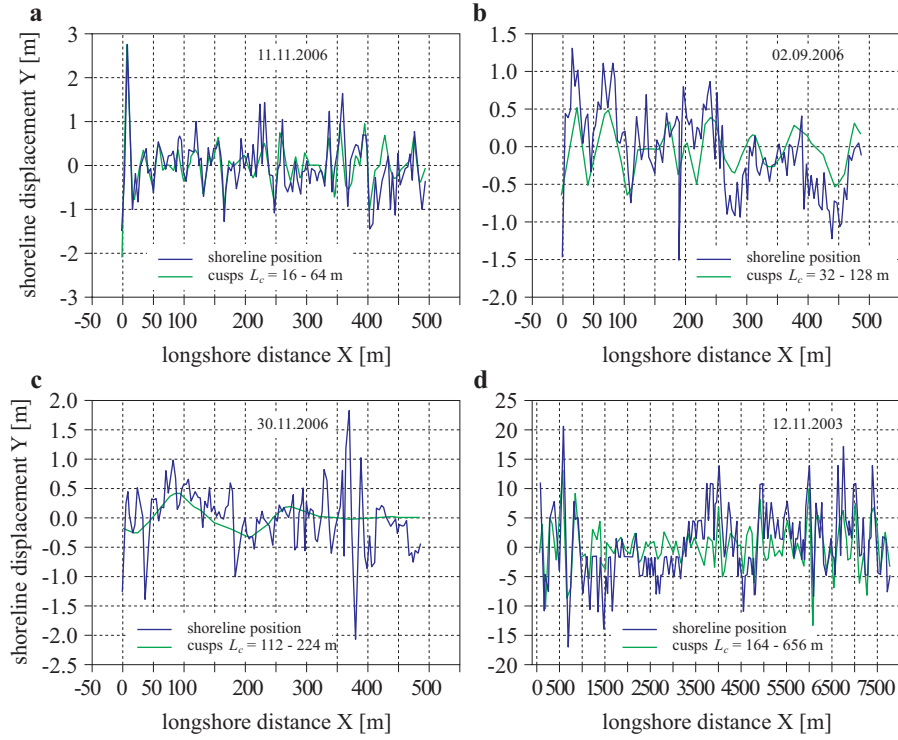 a
3
2
1
0
-1
-2
-3
shoreline displacement Y [m]
11.11.2006
shoreline position
cusps Lc = 16 - 64 m
-50 0 50 100 200 300 400 500
longshore distance X [m]
b
1.5
1.0
0.5
0.0
-0.5
-1.0
-1.5
-2.0
02.09.2006
shoreline position
cusps Lc = 32 - 128 m
-50 0 100 200 300 400 500
longshore distance X [m]
c
2.0
1.5
1.0
0.5
0.0
-0.5
-1.0
-1.5
-2.0
-2.5
shoreline displacement Y [m]
30.11.2006
shoreline position
cusps Lc = 112 - 224 m
0 50 100 200 300 400 500
longshore distance X [m]
d
25
20
15
10
5
0
-5
10
15
20
12.11.2003
shoreline position
cusps Lc = 164 - 656 m
0 500 1500 2500 3500 4500 5500 6500 7500
longshore distance X [m]